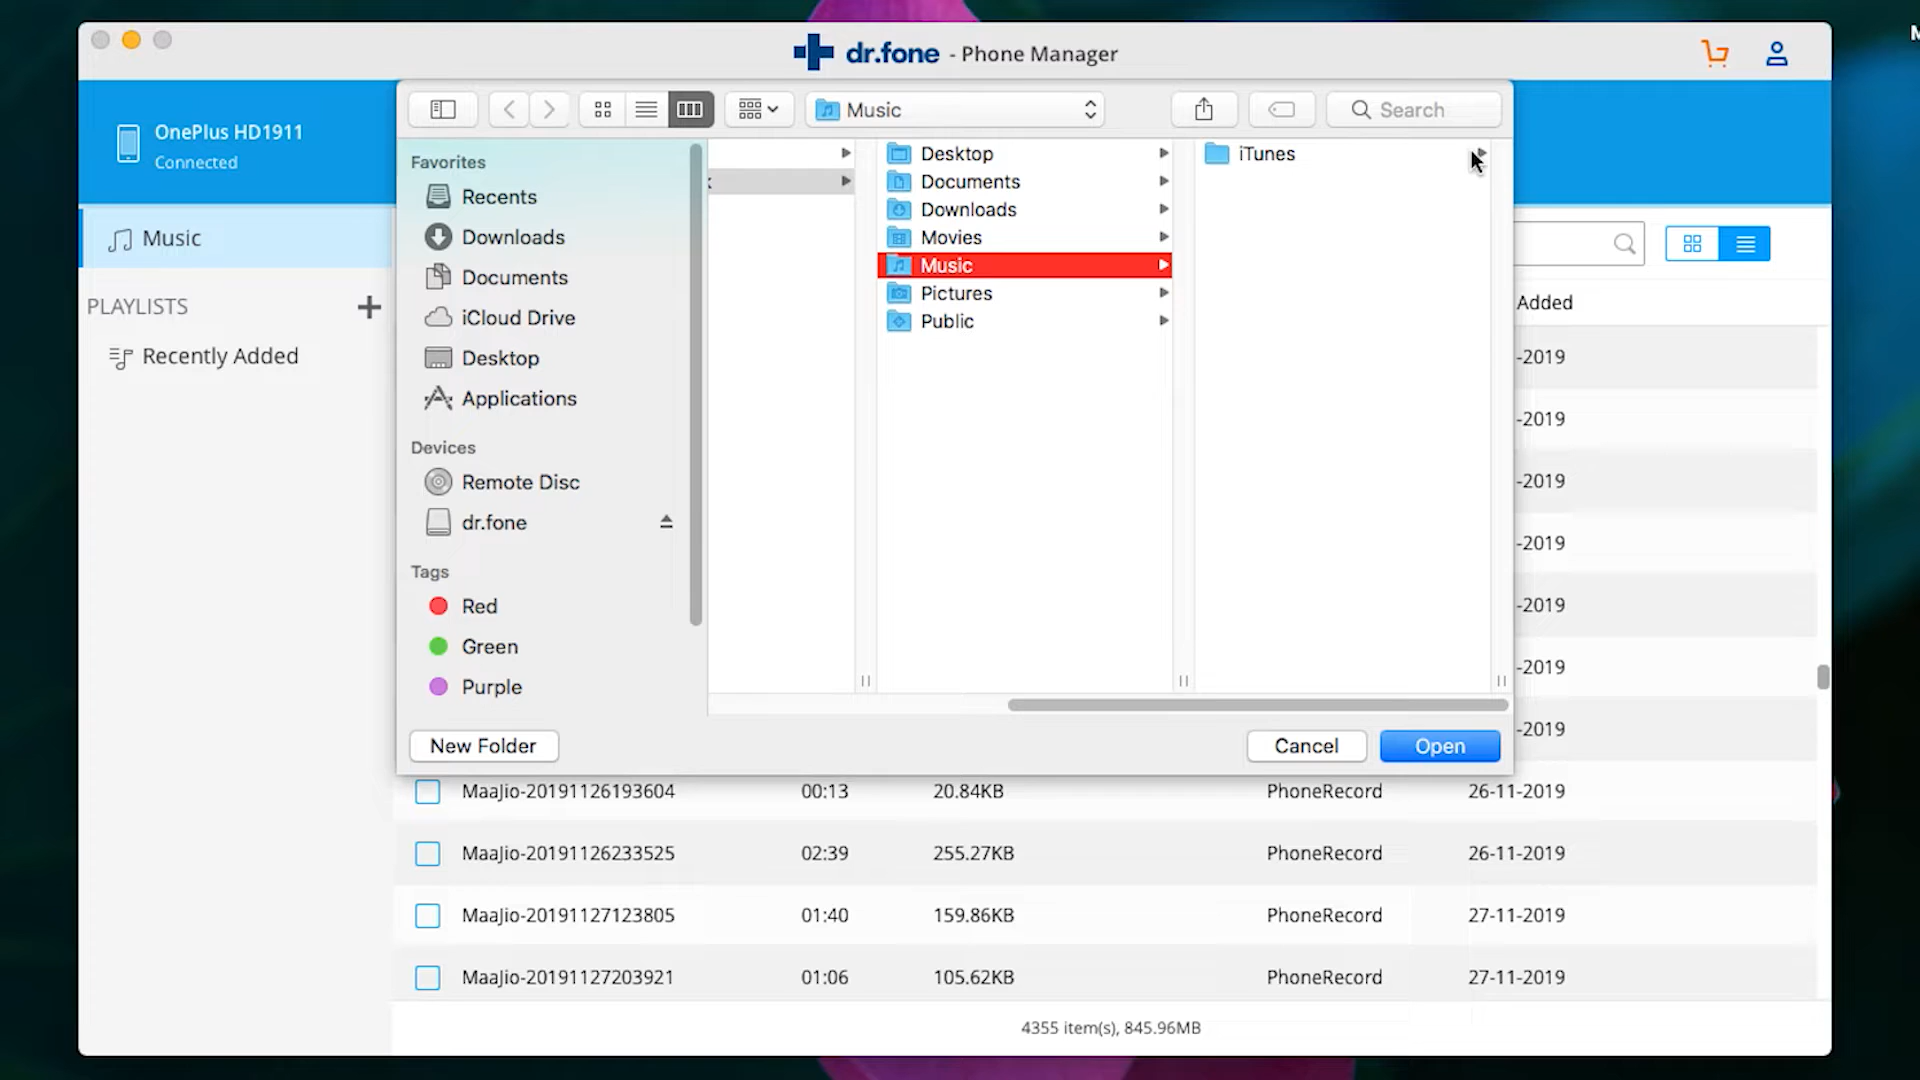 dr.fone - Phone Manager
OnePlus HD1911
Connected
Music
PLAYLISTS
Recently Added
Music
Search
Favorites
Recents
Downloads
Documents
iCloud Drive
Desktop
Applications
Devices
Remote Disc
dr.fone
Tags
Red
Green
Purple
Desktop
Documents
Downloads
Movies
Music
Pictures
Public
iTunes
New Folder
Cancel
Open
Added
-2019
-2019
-2019
-2019
-2019
-2019
-2019
MaaJio-20191126193604 00:13 20.84KB PhoneRecord 26-11-2019
MaaJio-20191126233525 02:39 255.27KB PhoneRecord 26-11-2019
MaaJio-20191127123805 01:40 159.86KB PhoneRecord 27-11-2019
MaaJio-20191127203921 01:06 105.62KB PhoneRecord 27-11-2019
4355 item(s), 845.96MB